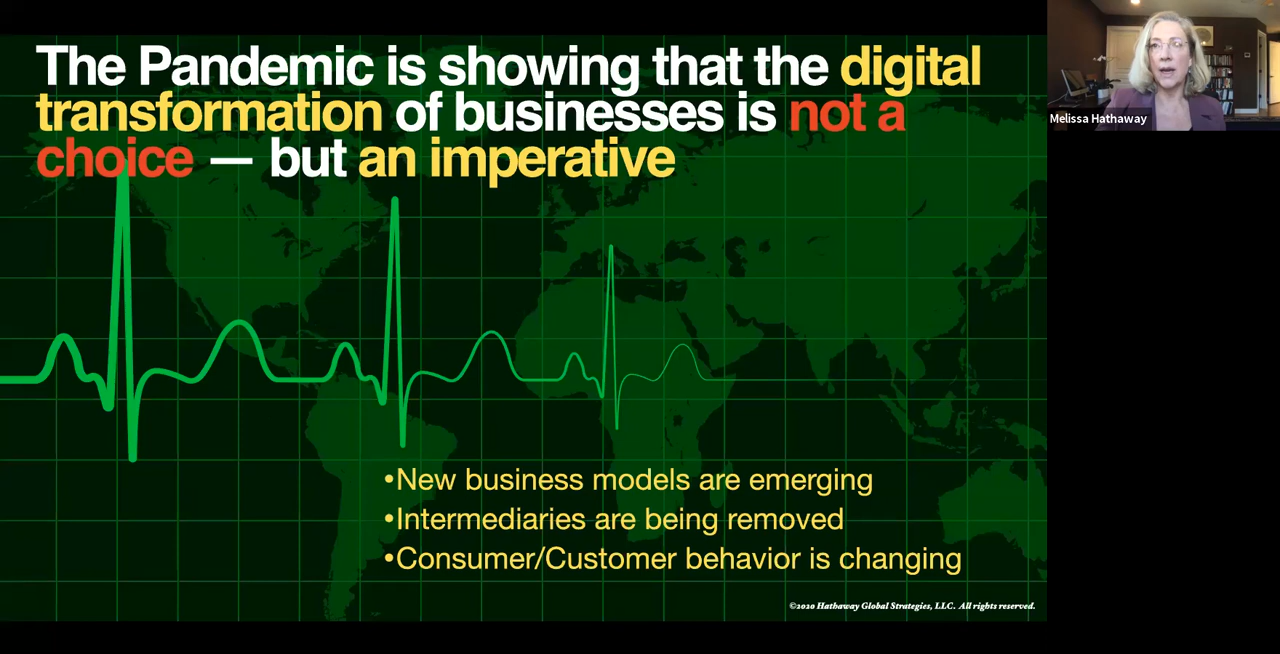 The Pandemic is showing that the digital
transformation of businesses is not a
choice — but an imperative
Melissa Hathaway
•New business models are emerging
•Intermediaries are being removed
•Consumer/Customer behavior is changing
©2020 Hathaway Global Strategies, LLC. All rights reserved.